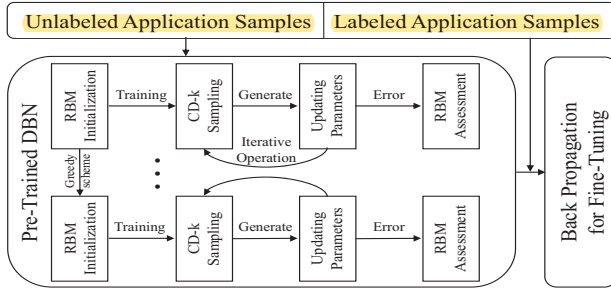 Unlabeled Application Samples
Labeled Application Samples
Pre-Trained DBN
RBM
Initialization
Training
CD-k
Sampling
Generate
Updating
Parameters
Error
RBM
Assessment
Iterative
Operation
Greedy
scheme
RBM
Initialization
Training
CD-k
Sampling
Generate
Updating
Parameters
Error
RBM
Assessment
Back Propagation
for Fine-Tuning